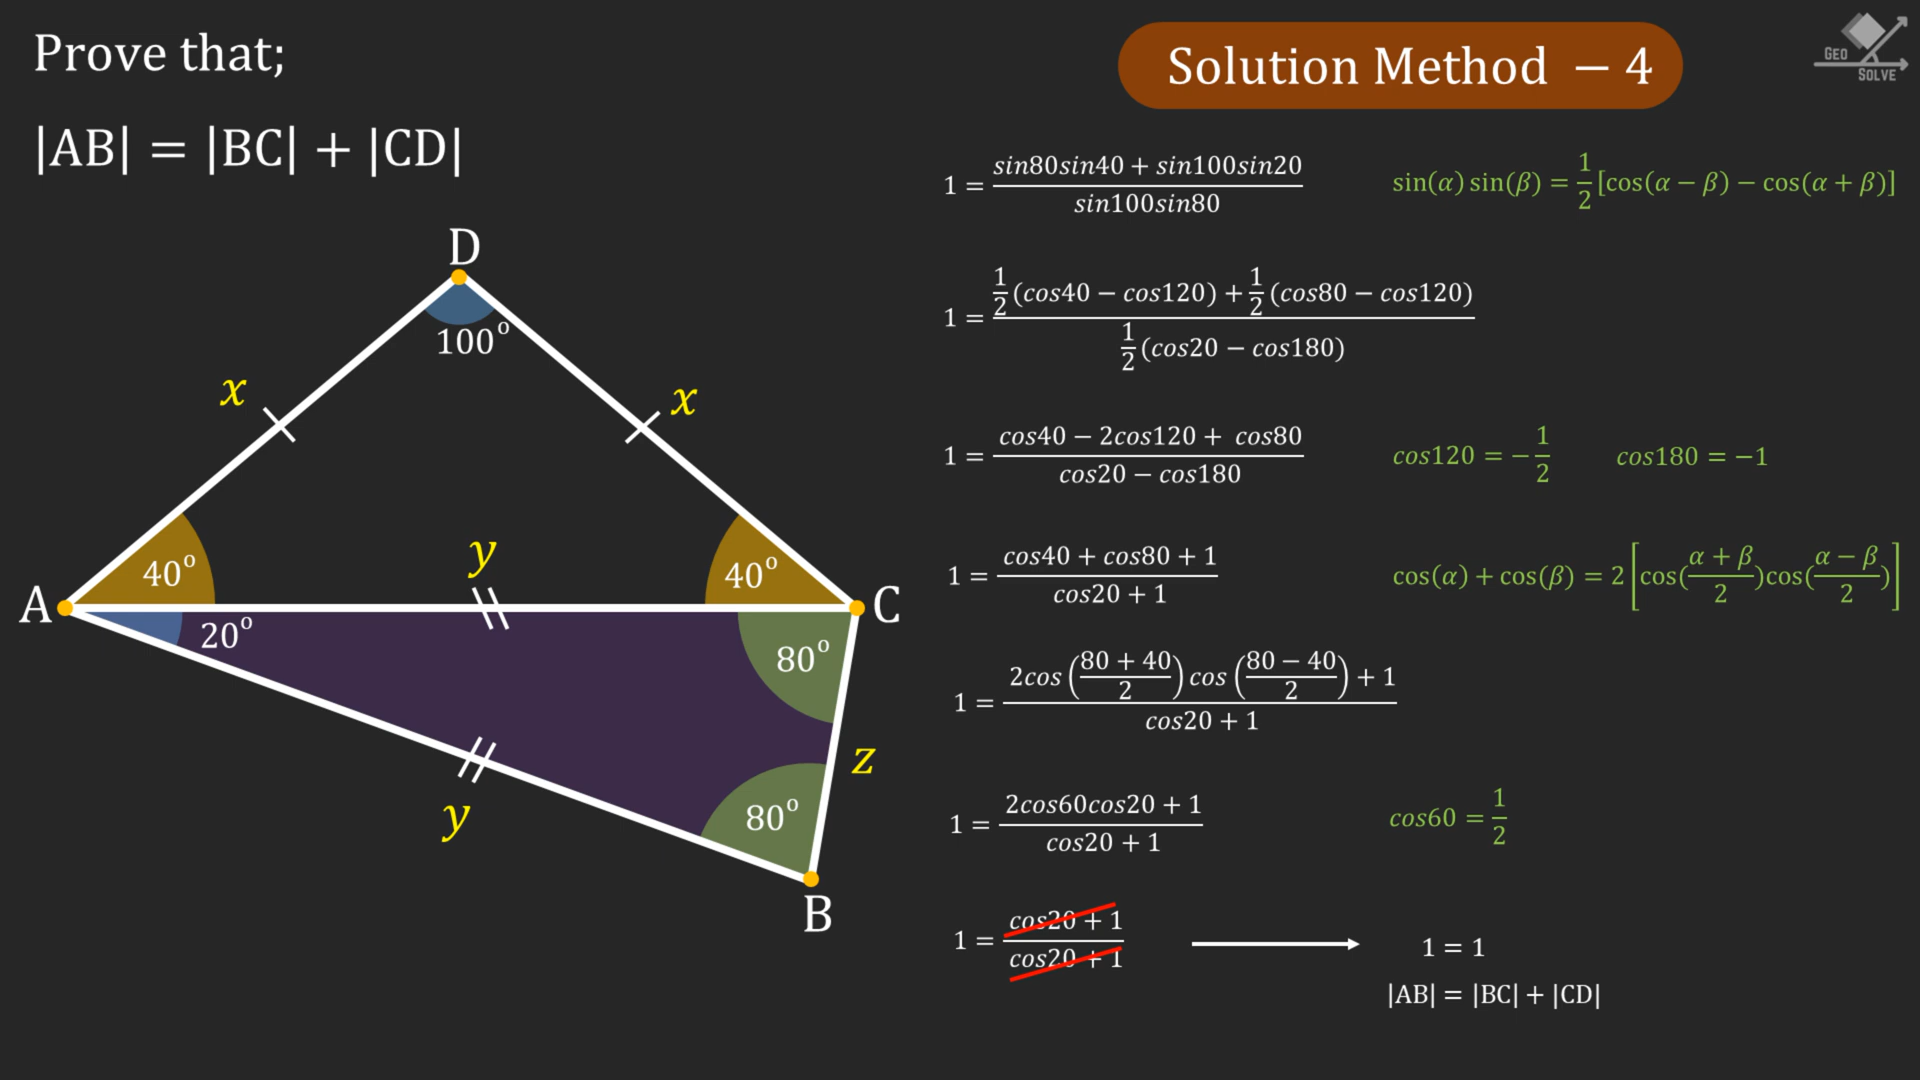 Prove that;
|AB| = |BC| + |CD|
Solution Method − 4
GEO
SOLVE
D
100°
x
x
40°
y
40°
A
C
20°
80°
z
y
80°
B
1 = (sin80sin40 + sin100sin20) / (sin100sin80)
sin(α) sin(β) = 1/2 [cos(α − β) − cos(α + β)]
1 = (1/2 (cos40 − cos120) + 1/2 (cos80 − cos120)) / (1/2 (cos20 − cos180))
1 = (cos40 − 2cos120 + cos80) / (cos20 − cos180)
cos120 = − 1/2
cos180 = −1
1 = (cos40 + cos80 + 1) / (cos20 + 1)
cos(α) + cos(β) = 2 [cos(α + β / 2)cos(α − β / 2)]
1 = (2cos (80 + 40 / 2) cos (80 − 40 / 2) + 1) / (cos20 + 1)
1 = (2cos60cos20 + 1) / (cos20 + 1)
cos60 = 1/2
1 = (cos20 + 1) / (cos20 + 1)
1 = 1
|AB| = |BC| + |CD|